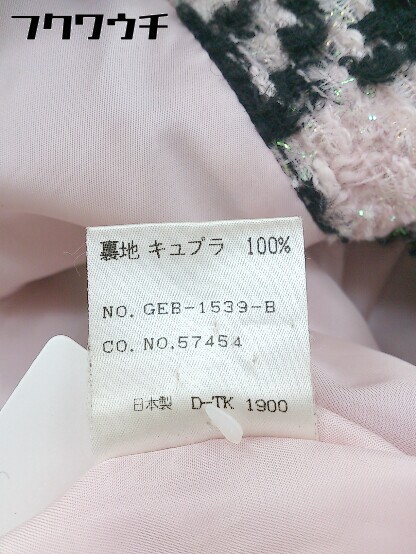 フクワウチ
裏地 キュプラ 100%
NO. GEB-1539-B
CO. NO.57454
日本製 D-TK 1900